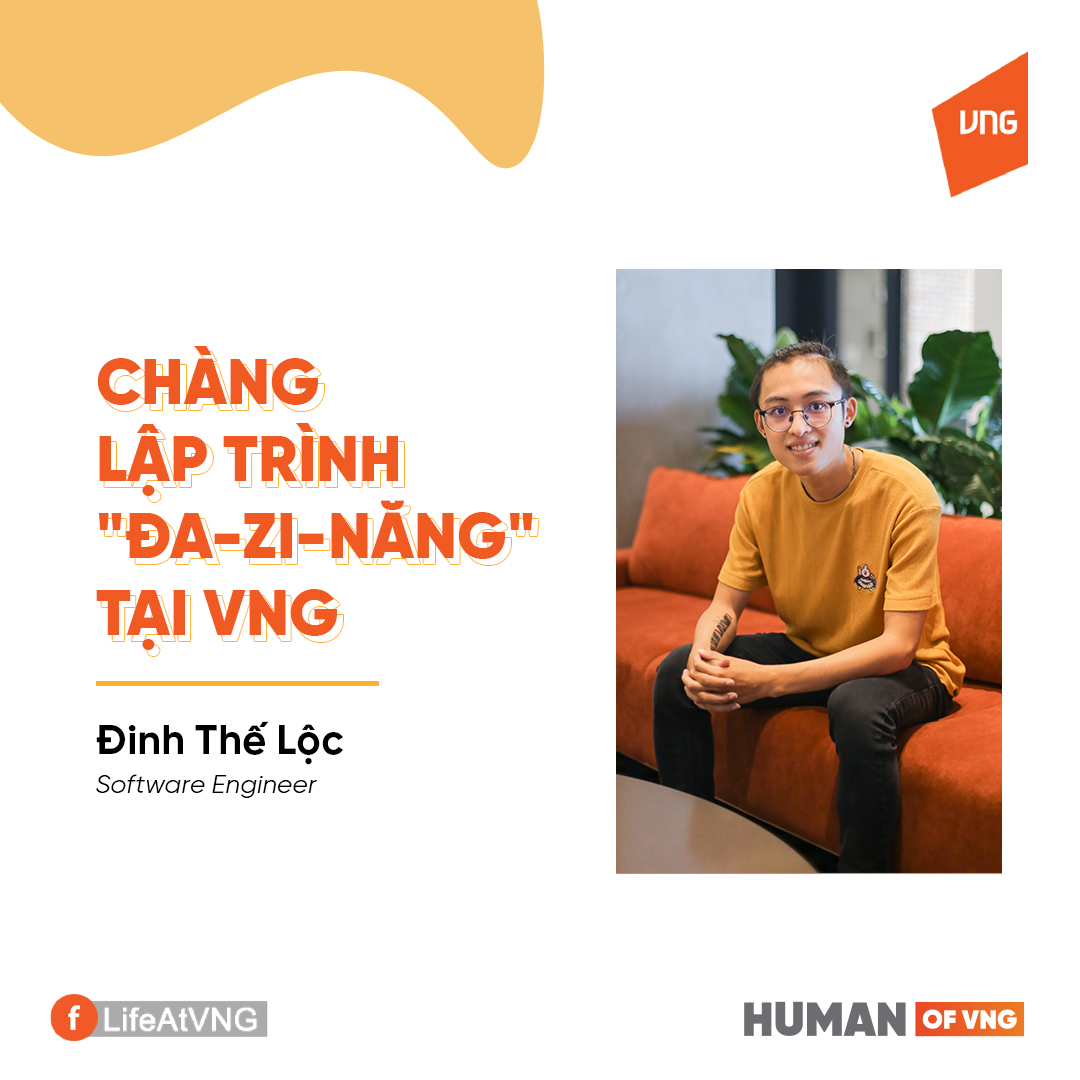 VNG
CHÀNG
LẬP TRÌNH
"ĐA-ZI-NĂNG"
TẠI VNG
Đinh Thế Lộc
Software Engineer
f LifeAtVNG
HUMAN OF VNG